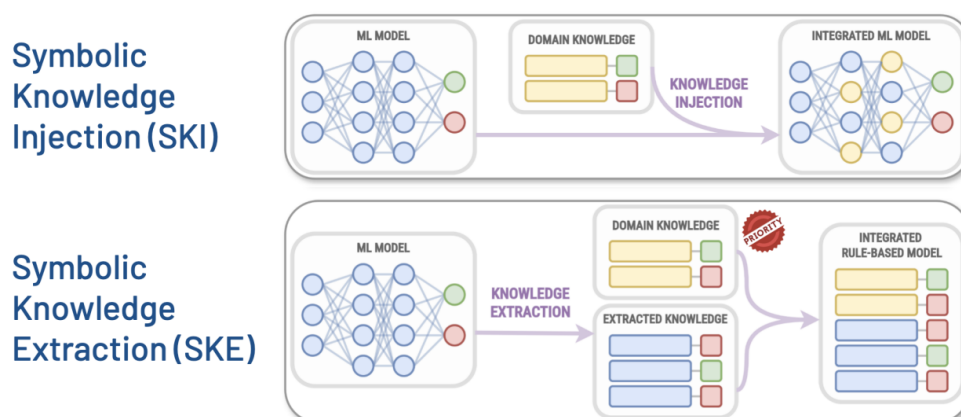 Symbolic
Knowledge
Injection (SKI)
ML MODEL
DOMAIN KNOWLEDGE
KNOWLEDGE
INJECTION
INTEGRATED ML MODEL
Symbolic
Knowledge
Extraction (SKE)
ML MODEL
KNOWLEDGE
EXTRACTION
DOMAIN KNOWLEDGE
PRIORITY
EXTRACTED KNOWLEDGE
INTEGRATED
RULE-BASED MODEL